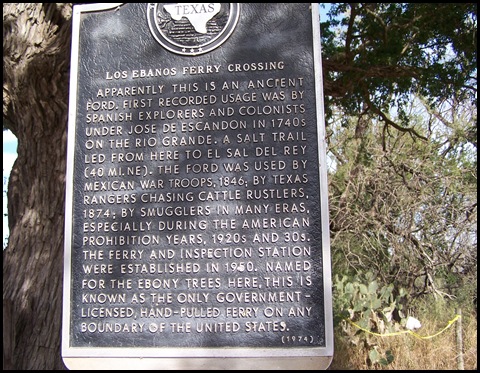 TEXAS
LOS EBANOS FERRY CROSSING
APPARENTLY THIS IS AN ANCIENT
FORD. FIRST RECORDED USAGE WAS BY
SPANISH EXPLORERS AND COLONISTS
UNDER JOSE DE ESCANDON IN 1740s
ON THE RIO GRANDE. A SALT TRAIL
LED FROM HERE TO EL SAL DEL REY
(40 MI. NE). THE FORD WAS USED BY
MEXICAN WAR TROOPS, 1846; BY TEXAS
RANGERS CHASING CATTLE RUSTLERS,
1874; BY SMUGGLERS IN MANY ERAS,
ESPECIALLY DURING THE AMERICAN
PROHIBITION YEARS, 1920s AND 30s.
THE FERRY AND INSPECTION STATION
WERE ESTABLISHED IN 1950. NAMED
FOR THE EBONY TREES HERE, THIS IS
KNOWN AS THE ONLY GOVERNMENT-
LICENSED, HAND-PULLED FERRY ON ANY
BOUNDARY OF THE UNITED STATES.
(1974)